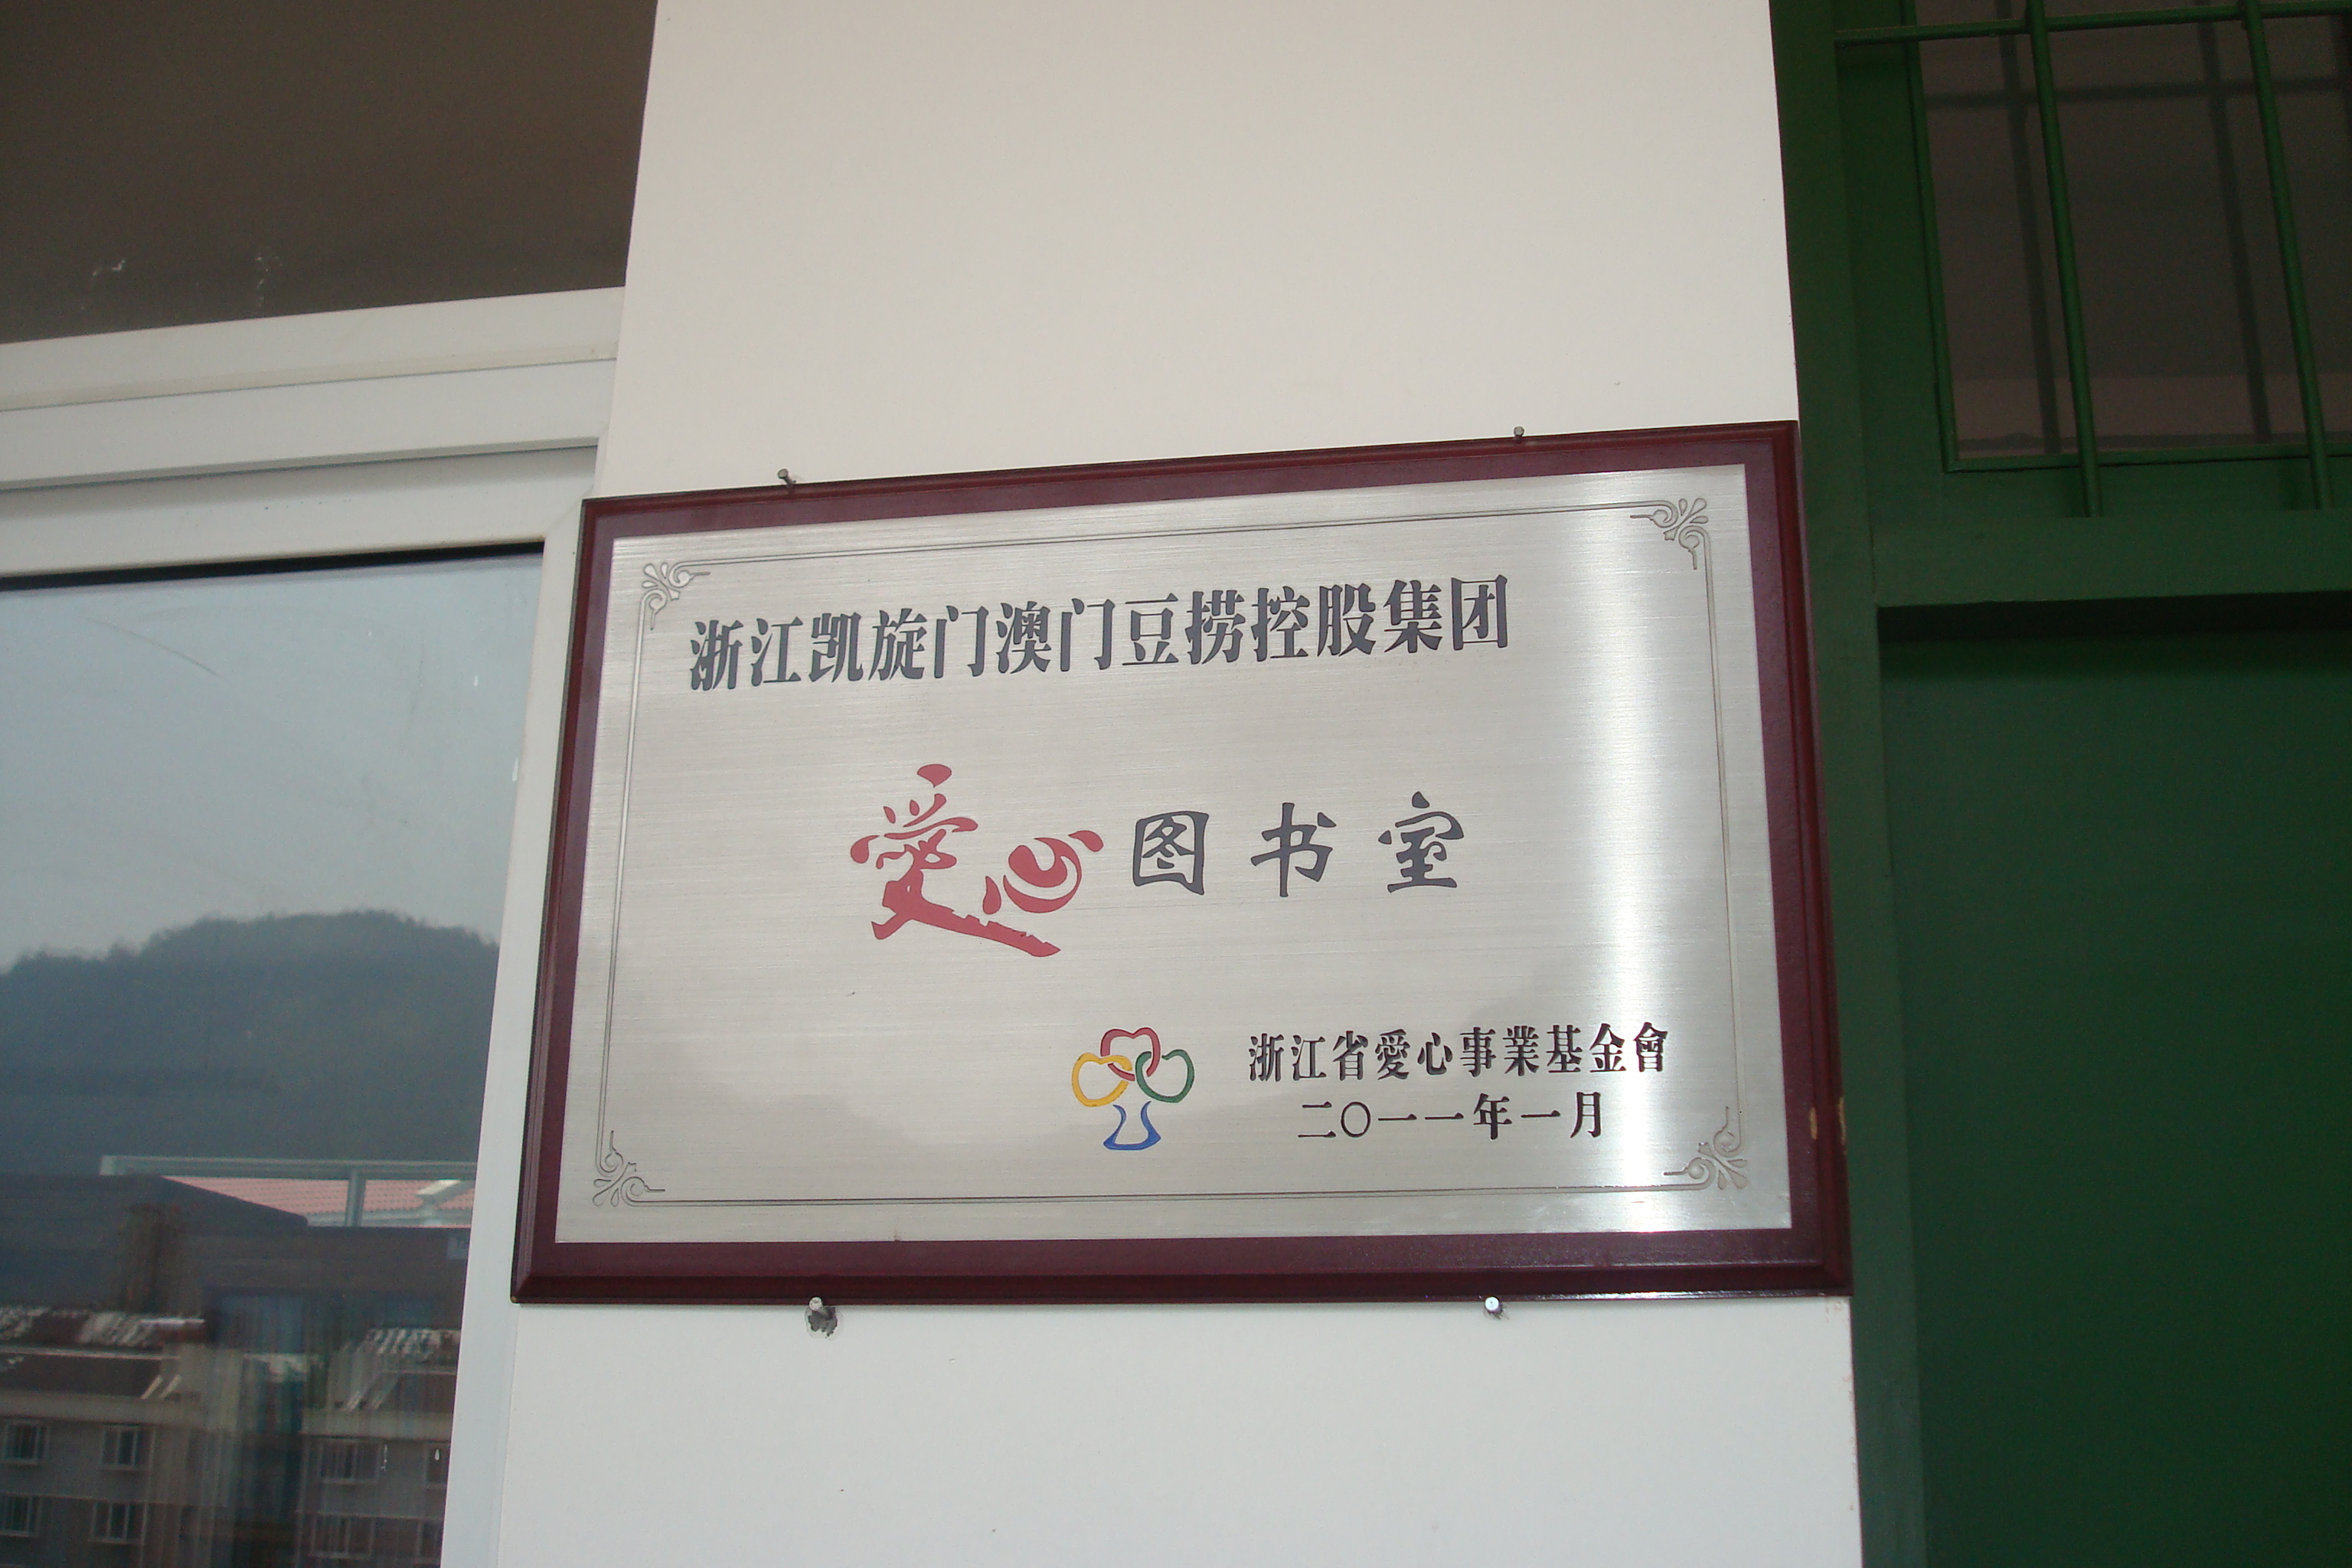 浙江凯旋门澳门豆捞控股集团
愛心图书室
浙江省愛心事業基金會
二〇一一年一月